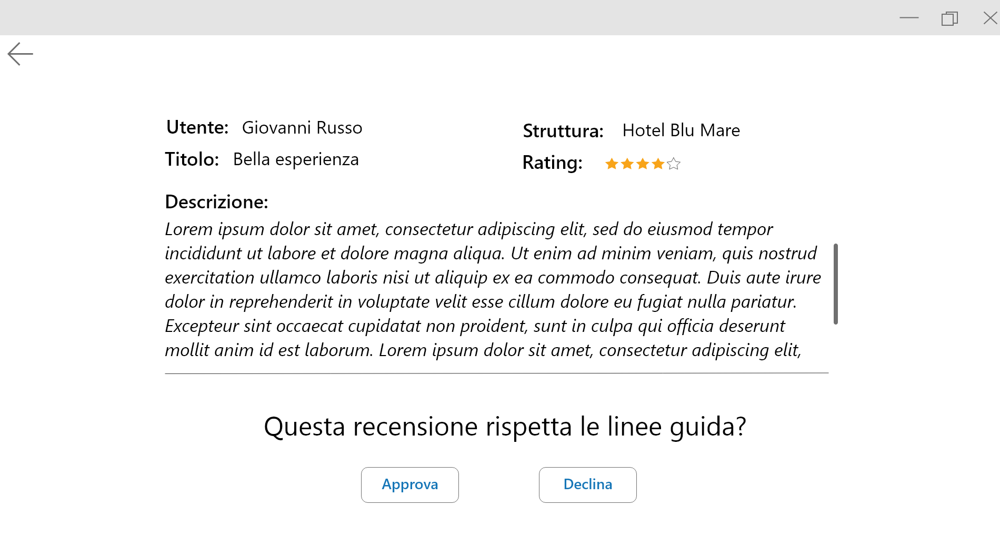 Utente: Giovanni Russo
Struttura: Hotel Blu Mare
Titolo: Bella esperienza
Rating:
Descrizione:
Lorem ipsum dolor sit amet, consectetur adipiscing elit, sed do eiusmod tempor
incididunt ut labore et dolore magna aliqua. Ut enim ad minim veniam, quis nostrud
exercitation ullamco laboris nisi ut aliquip ex ea commodo consequat. Duis aute irure
dolor in reprehenderit in voluptate velit esse cillum dolore eu fugiat nulla pariatur.
Excepteur sint occaecat cupidatat non proident, sunt in culpa qui officia deserunt
mollit anim id est laborum. Lorem ipsum dolor sit amet, consectetur adipiscing elit,
Questa recensione rispetta le linee guida?
Approva
Declina